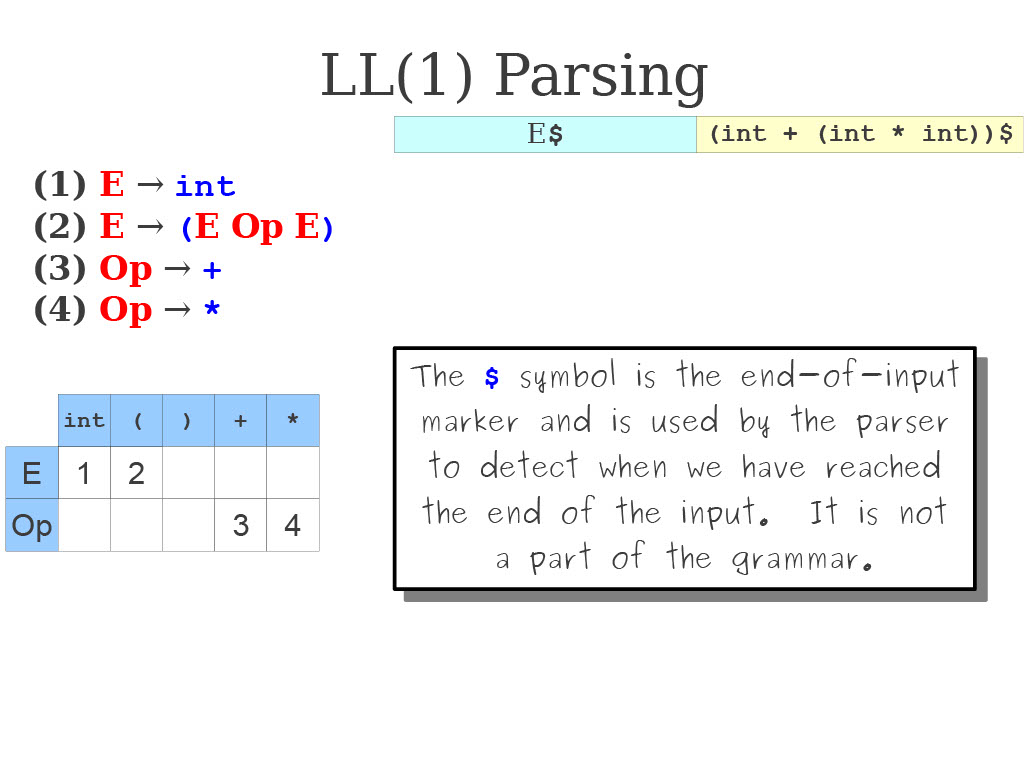 LL(1) Parsing
E$ (int + (int * int))$
(1) E → int
(2) E → (E Op E)
(3) Op → +
(4) Op → *
The $ symbol is the end-of-input
marker and is used by the parser
to detect when we have reached
the end of the input. It is not
a part of the grammar.
int ( ) + *
E 1 2
Op 3 4